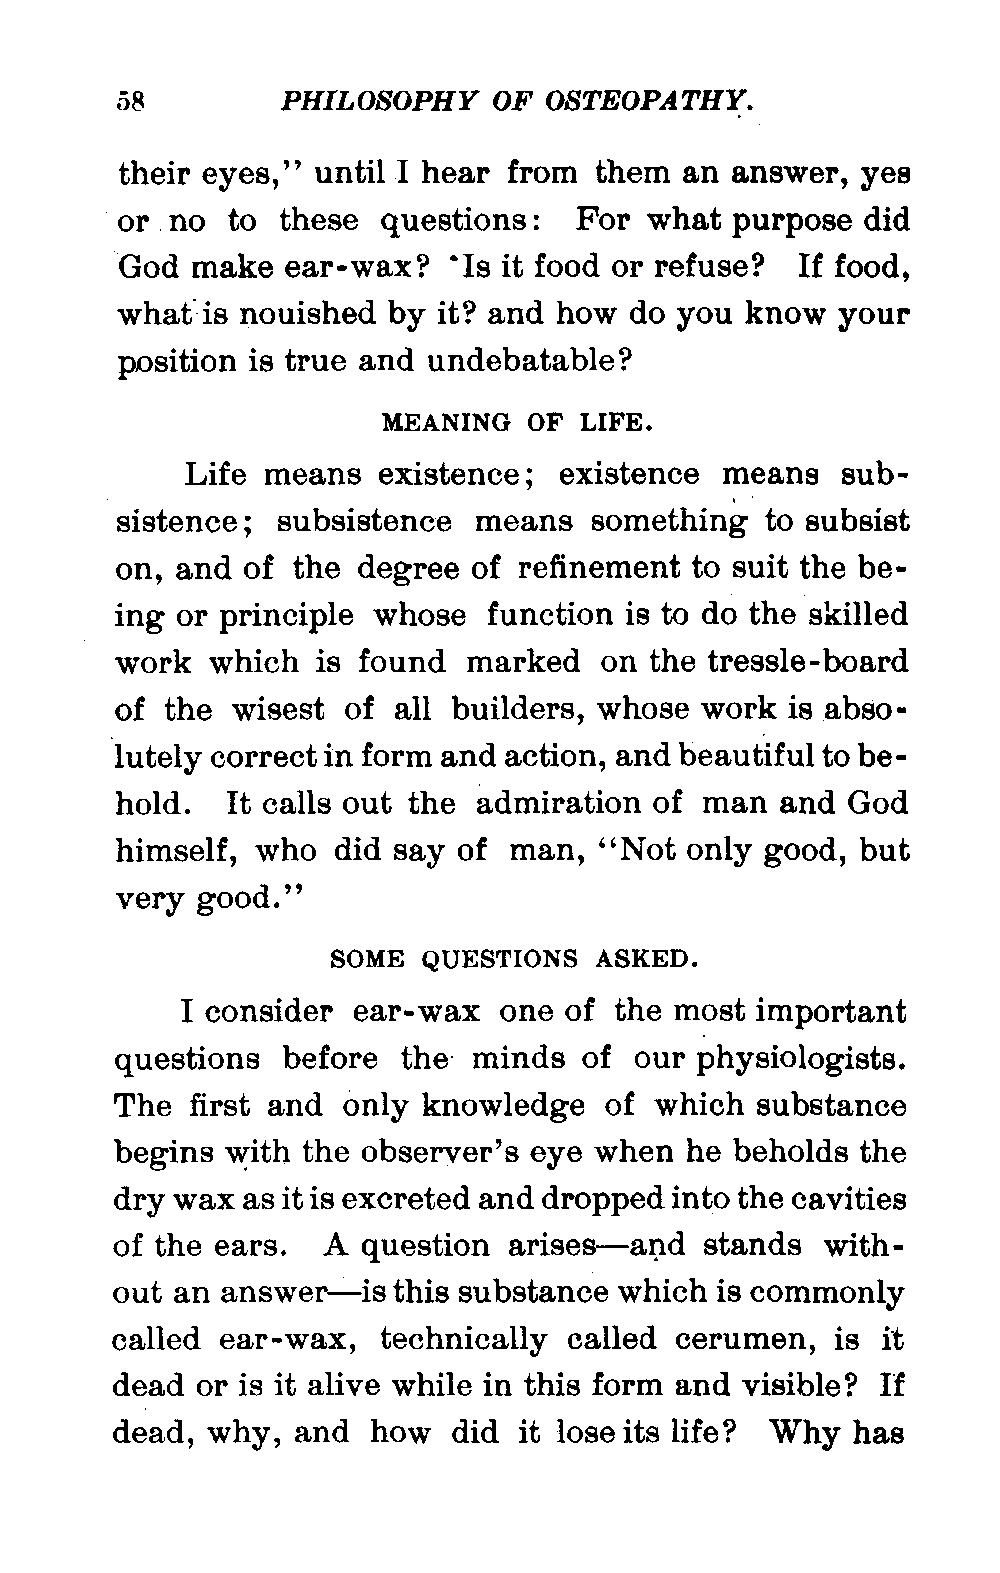 58 PHILOSOPHY OF OSTEOPATHY.
their eyes,” until I hear from them an answer, yes
or no to these questions: For what purpose did
God make ear-wax? Is it food or refuse? If food,
what is nouished by it? and how do you know your
position is true and undebatable?
MEANING OF LIFE.
Life means existence; existence means sub-
sistence; subsistence means something to subsist
on, and of the degree of refinement to suit the be-
ing or principle whose function is to do the skilled
work which is found marked on the tressle-board
of the wisest of all builders, whose work is abso-
lutely correct in form and action, and beautiful to be-
hold. It calls out the admiration of man and God
himself, who did say of man, “Not only good, but
very good.”
SOME QUESTIONS ASKED.
I consider ear-wax one of the most important
questions before the minds of our physiologists.
The first and only knowledge of which substance
begins with the observer’s eye when he beholds the
dry wax as it is excreted and dropped into the cavities
of the ears. A question arises—and stands with-
out an answer—is this substance which is commonly
called ear-wax, technically called cerumen, is it
dead or is it alive while in this form and visible? If
dead, why, and how did it lose its life? Why has